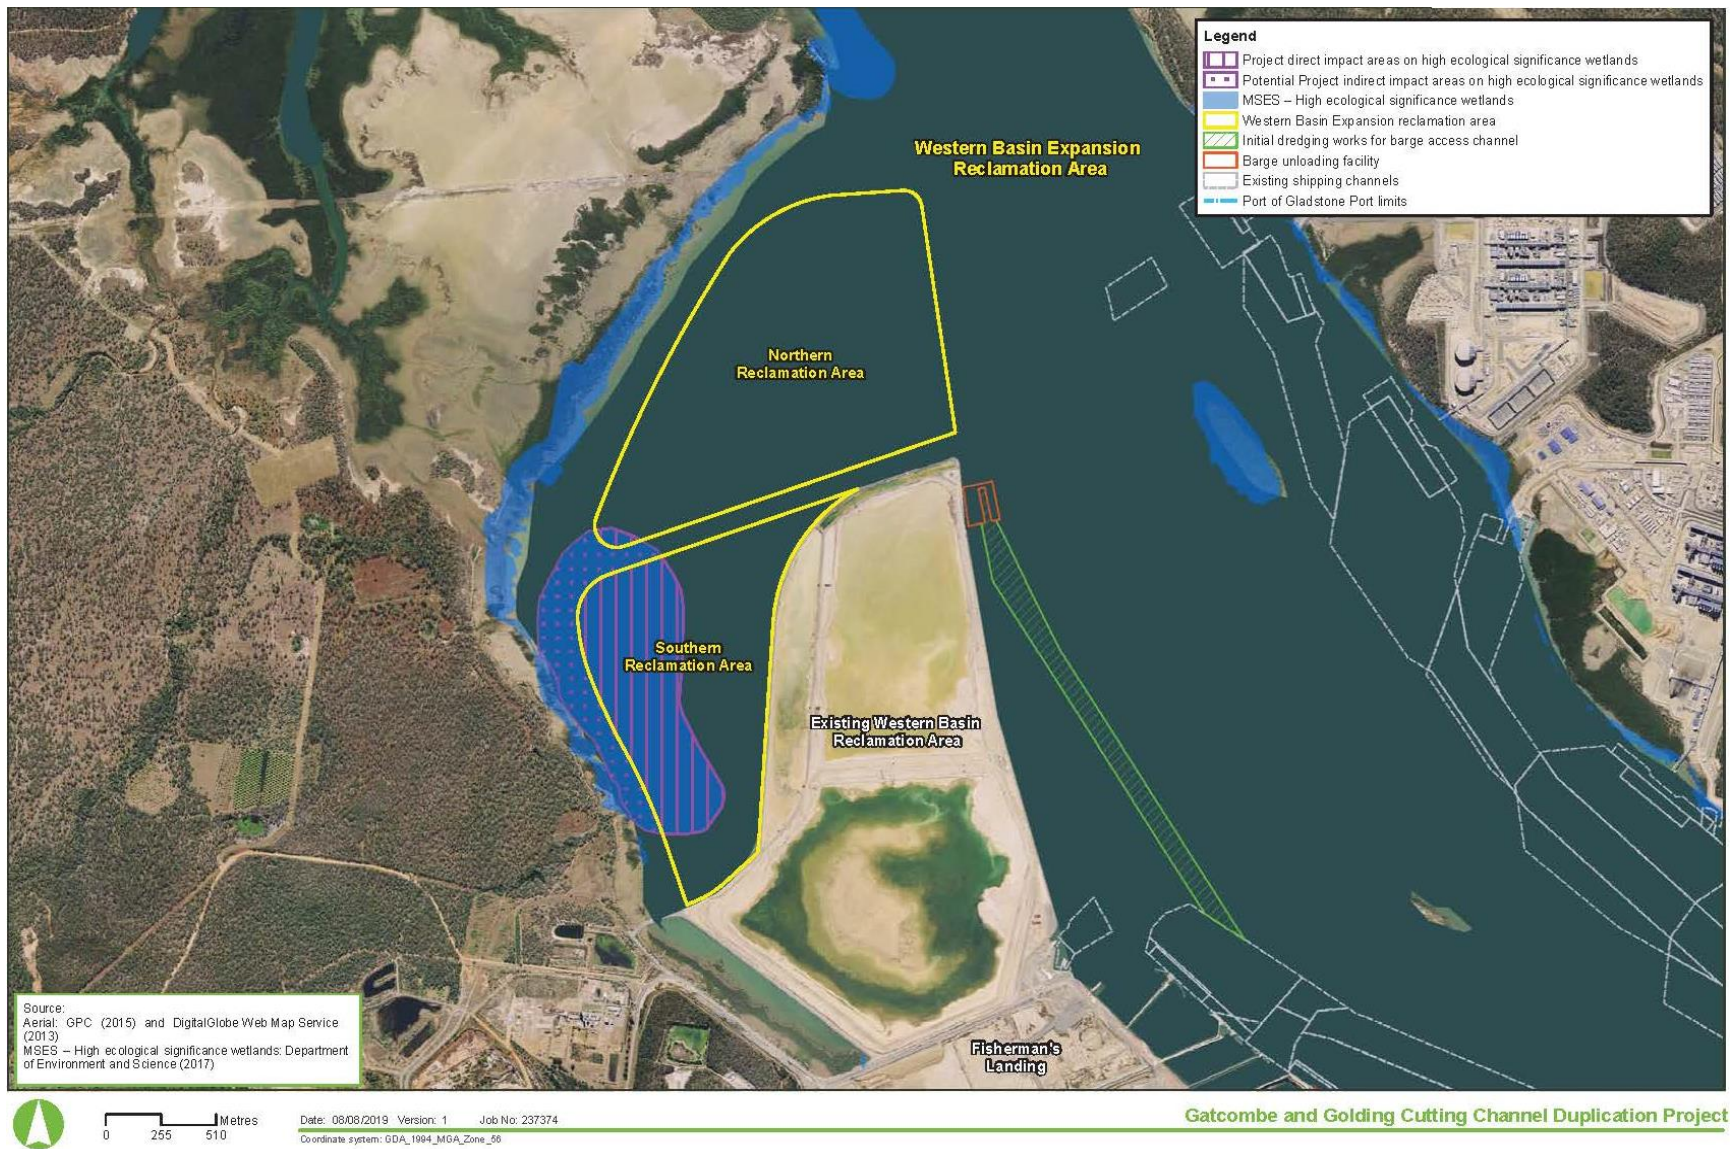 Legend
Project direct impact areas on high ecological significance wetlands
Potential Project indirect impact areas on high ecological significance wetlands
MSES – High ecological significance wetlands
Western Basin Expansion reclamation area
Initial dredging works for barge access channel
Barge unloading facility
Existing shipping channels
Port of Gladstone Port limits
Western Basin Expansion
Reclamation Area
Northern
Reclamation Area
Southern
Reclamation Area
Existing Western Basin
Reclamation Area
Fisherman's
Landing
Source:
Aerial: GPC (2015) and DigitalGlobe Web Map Service
(2013)
MSES – High ecological significance wetlands: Department
of Environment and Science (2017)
Metres
0 255 510
Date: 08/08/2019 Version: 1 Job No: 237374
Coordinate system: GDA_1994_MGA_Zone_56
Gatcombe and Golding Cutting Channel Duplication Project